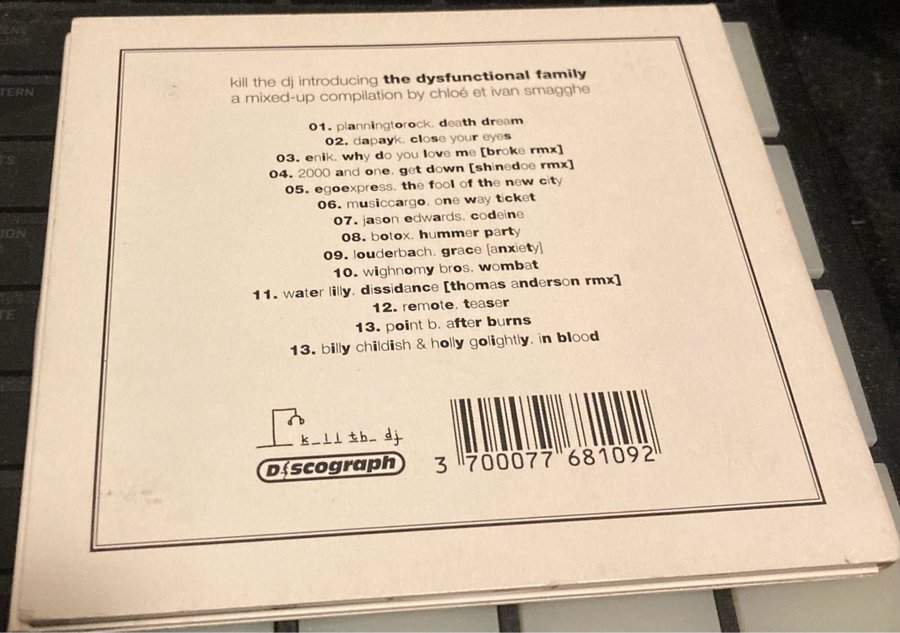 kill the dj introducing the dysfunctional family
a mixed-up compilation by chloé et ivan smagghe
01. planningtorock. death dream
02. dapayk. close your eyes
03. enik. why do you love me [broke rmx]
04. 2000 and one. get down [shinedoe rmx]
05. egoexpress. the fool of the new city
06. musiccargo. one way ticket
07. jason edwards. codeine
08. botox. hummer party
09. louderbach. grace [anxiety]
10. wighnomy bros. wombat
11. water lilly. dissidance [thomas anderson rmx]
12. remote. teaser
13. point b. after burns
13. billy childish & holly golightly. in blood
k_ll th_ dj
Discograph
3 700077 681092
TERN